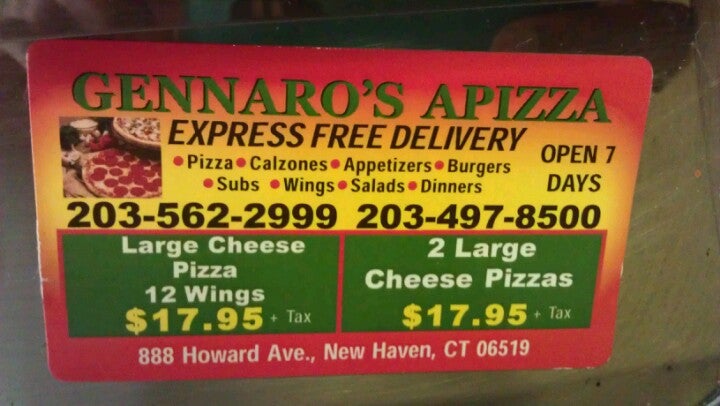 GENNARO'S APIZZA
EXPRESS FREE DELIVERY
•Pizza•Calzones•Appetizers•Burgers
•Subs •Wings•Salads•Dinners
OPEN 7
DAYS
203-562-2999 203-497-8500
Large Cheese
Pizza
12 Wings
$17.95 + Tax
2 Large
Cheese Pizzas
$17.95 + Tax
888 Howard Ave., New Haven, CT 06519